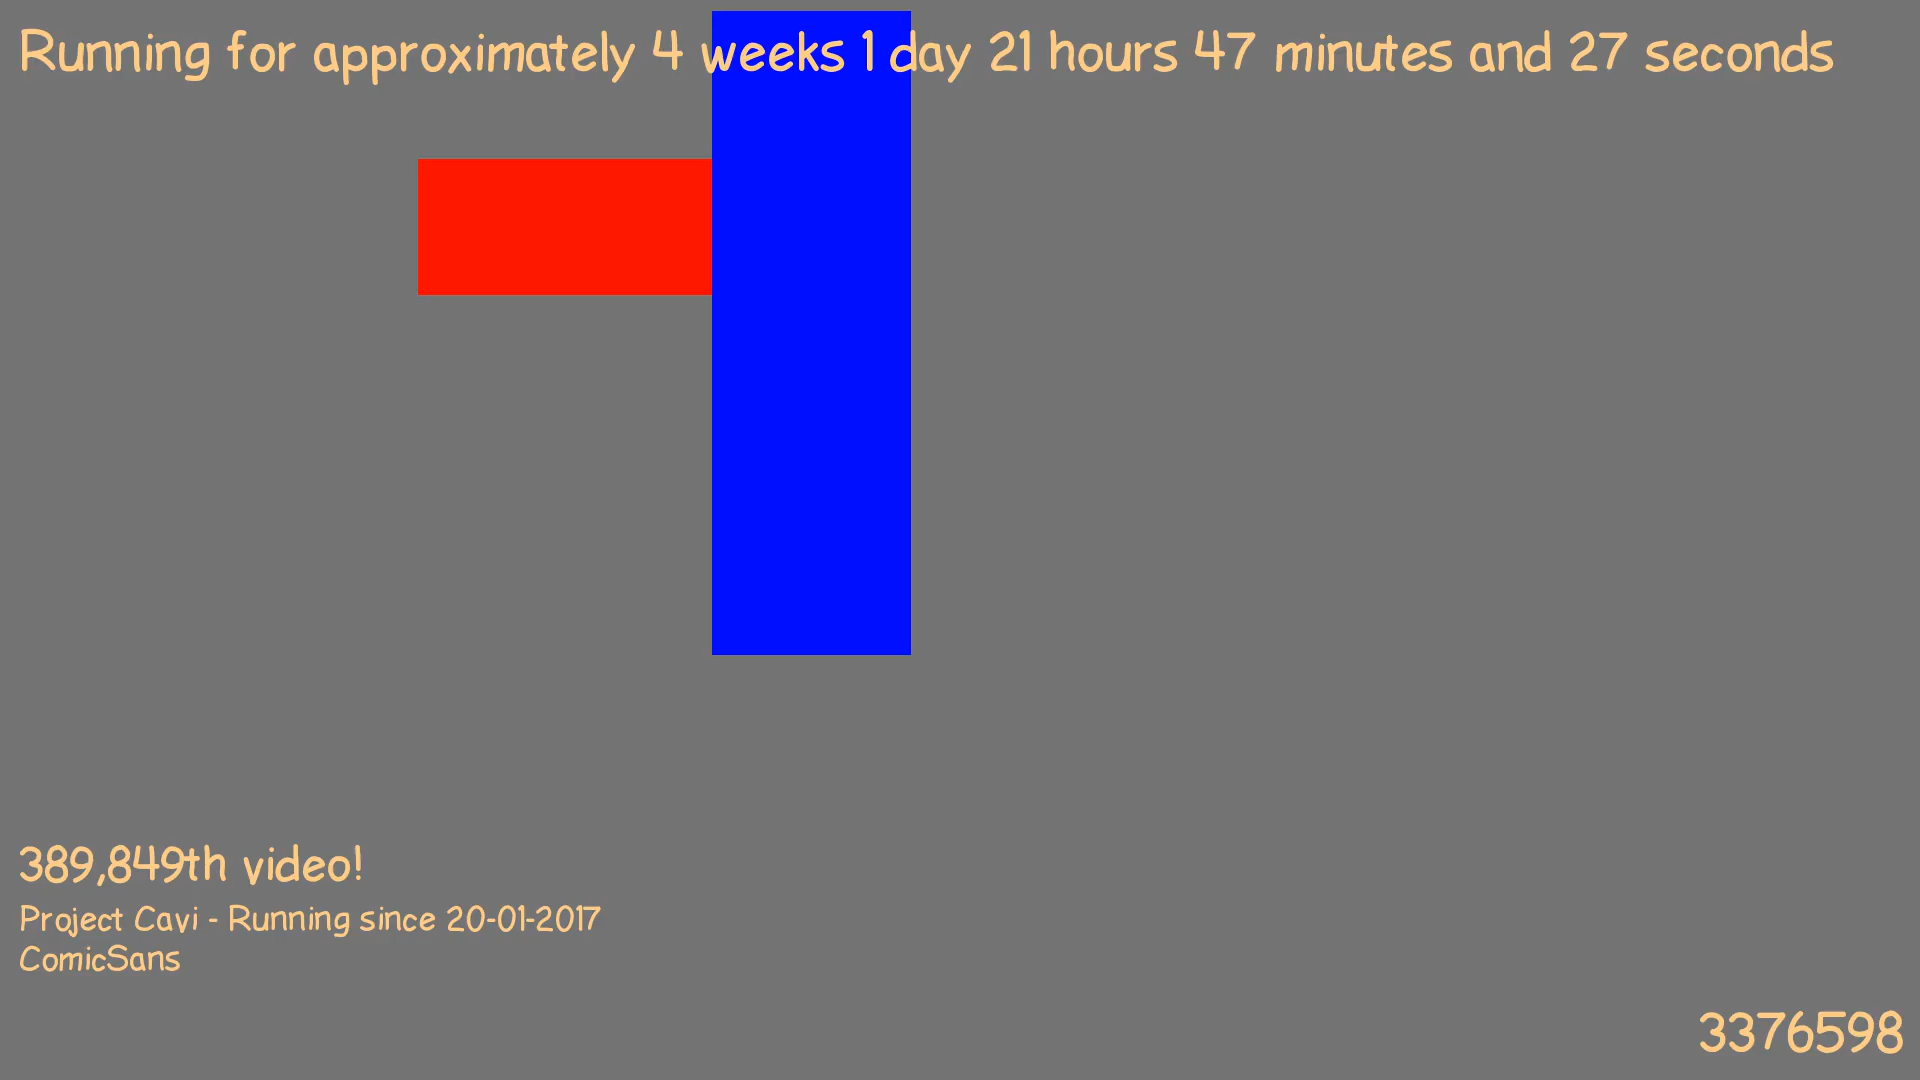 Running for approximately 4 weeks 1 day 21 hours 47 minutes and 27 seconds
389,849th video!
Project Cavi - Running since 20-01-2017
ComicSans
3376598